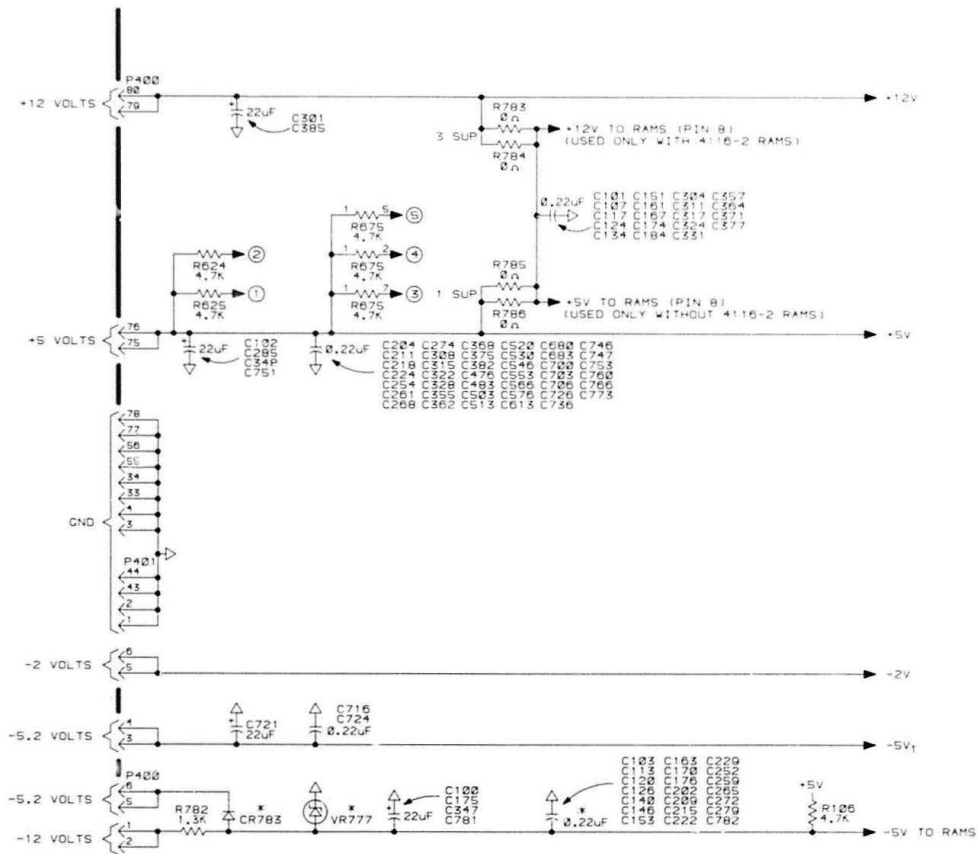 P400
80
+12 VOLTS
79
+12V
22uF
C301
C385
R783
0Ω
3 SUP
R784
0Ω
+12V TO RAMS (PIN 8)
(USED ONLY WITH 4116-2 RAMS)
0.22uF
C101 C151 C304 C357
C107 C161 C311 C364
C117 C167 C317 C371
C124 C174 C324 C377
C134 C184 C331
1 5 ⑤
R675
4.7K
1 2 ④
R675
4.7K
1 7 ③
R675
4.7K
②
R624
4.7K
①
R625
4.7K
R785
0Ω
1 SUP
R786
0Ω
+5V TO RAMS (PIN 8)
(USED ONLY WITHOUT 4116-2 RAMS)
76
+5 VOLTS
75
+5V
22uF
C102
C285
C34P
C751
0.22uF
C204 C274 C368 C520 C680 C746
C211 C308 C375 C530 C683 C747
C218 C315 C382 C546 C700 C753
C224 C322 C476 C553 C703 C760
C254 C328 C483 C566 C706 C766
C261 C355 C503 C576 C726 C773
C268 C362 C513 C613 C736
78
77
56
55
34
33
4
3
GND
P401
44
43
2
1
6
-2 VOLTS
5
-2V
4
-5.2 VOLTS
3
C721
22uF
C716
C724
0.22uF
-5V1
P400
6
-5.2 VOLTS
5
R782
1.3K
1
-12 VOLTS
2
*
CR783
*
VR777
22uF
C100
C175
C347
C781
*
0.22uF
C103 C163 C229
C113 C170 C252
C120 C176 C259
C126 C202 C265
C140 C209 C272
C146 C215 C279
C153 C222 C782
+5V
R106
4.7K
-5V TO RAMS